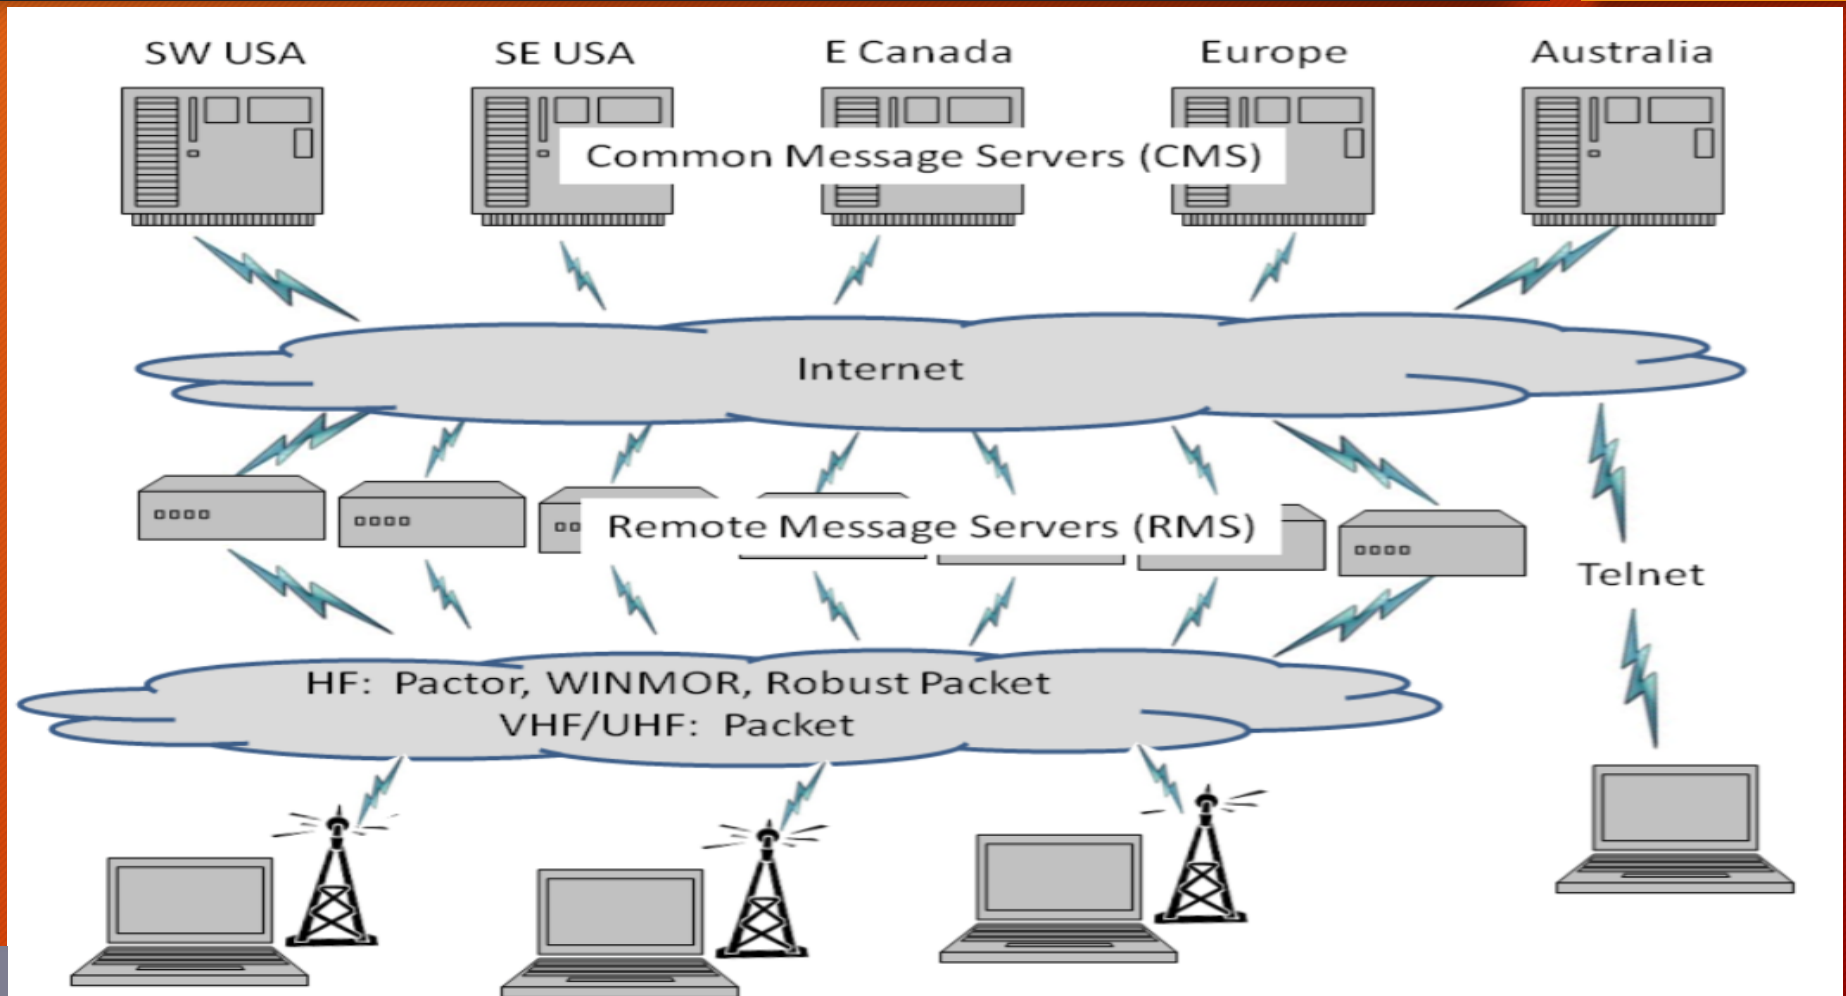 SW USA
SE USA
E Canada
Europe
Australia
Common Message Servers (CMS)
Internet
Remote Message Servers (RMS)
Telnet
HF:  Pactor, WINMOR, Robust Packet
VHF/UHF:  Packet